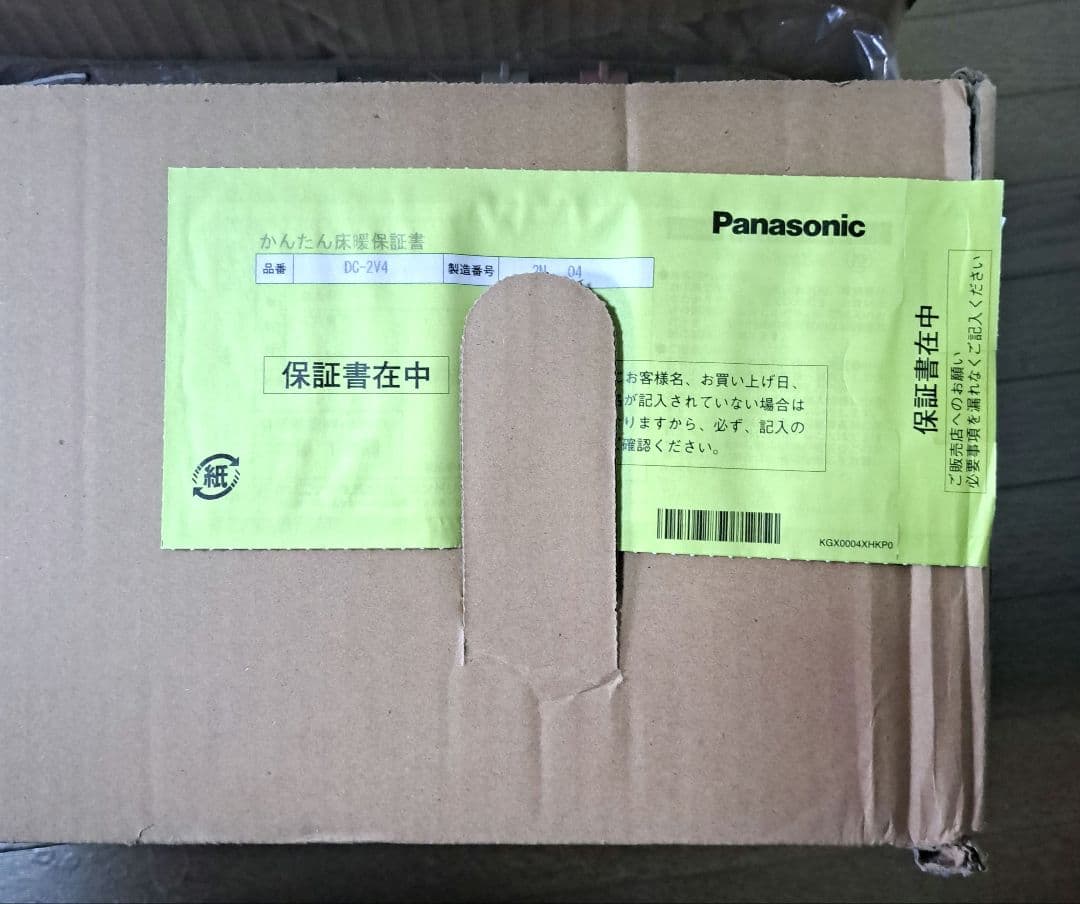 Panasonic
かんたん床暖保証書
品番 DC-2V4 製造番号 2N 04
保証書在中
にお客様名、お買い上げ日、
が記入されていない場合は
りますから、必ず、記入の
確認ください。
紙
KGX0004XHKP0
保証書在中
ご販売店へのお願い
必要事項を漏れなくご記入ください